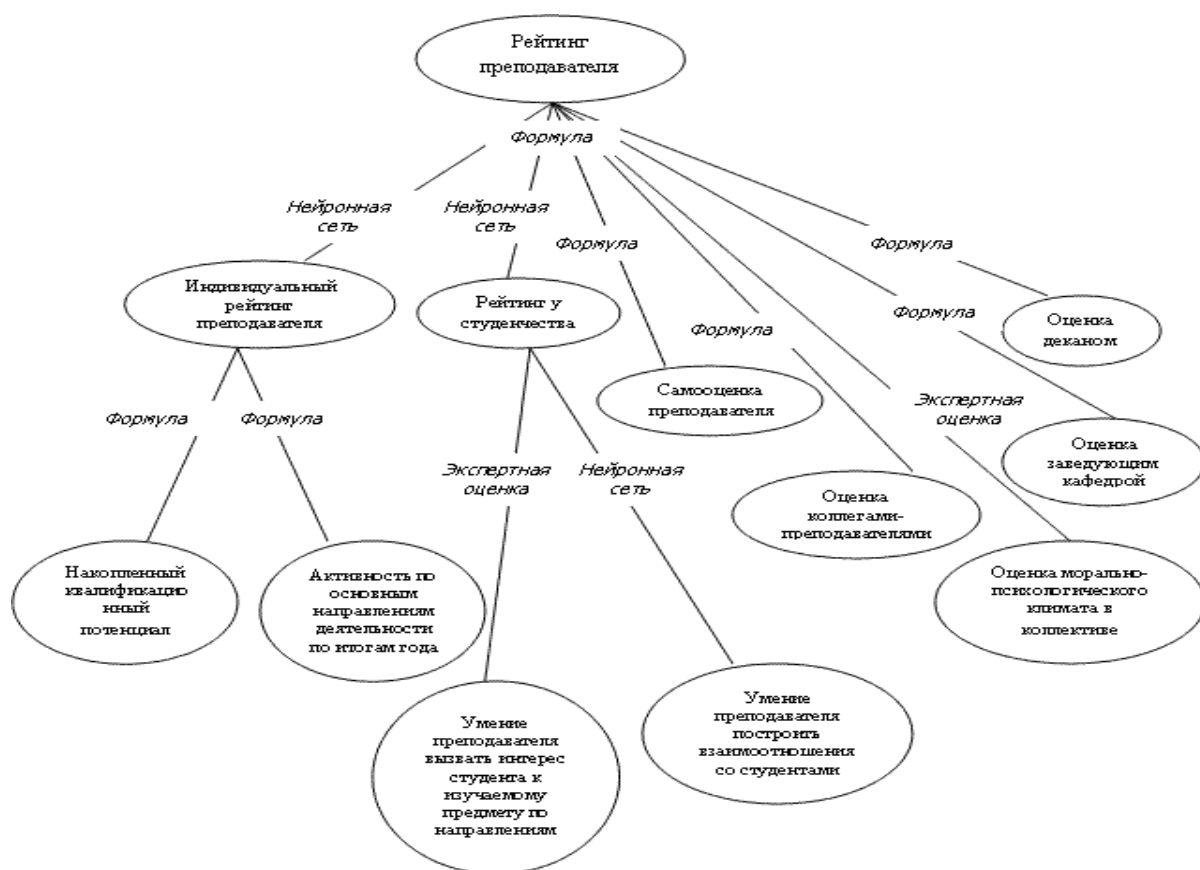 Рейтинг
преподавателя
Формула
Нейронная
сеть
Нейронная
сеть
Формула
Формула
Формула
Формула
Экспертная
оценка
Индивидуальный
рейтинг
преподавателя
Рейтинг у
студенчества
Самооценка
преподавателя
Оценка
деканом
Оценка
заведующим
кафедрой
Оценка
коллегами-
преподавателями
Оценка морально-
психологического
климата в
коллективе
Формула
Формула
Экспертная
оценка
Нейронная
сеть
Накопленный
квалификацио
нный
потенциал
Активность по
основным
направлениям
деятельности
по итогам года
Умение
преподавателя
вызвать интерес
студента к
изучаемому
предмету по
направлениям
Умение
преподавателя
построить
взаимоотношения
со студентами